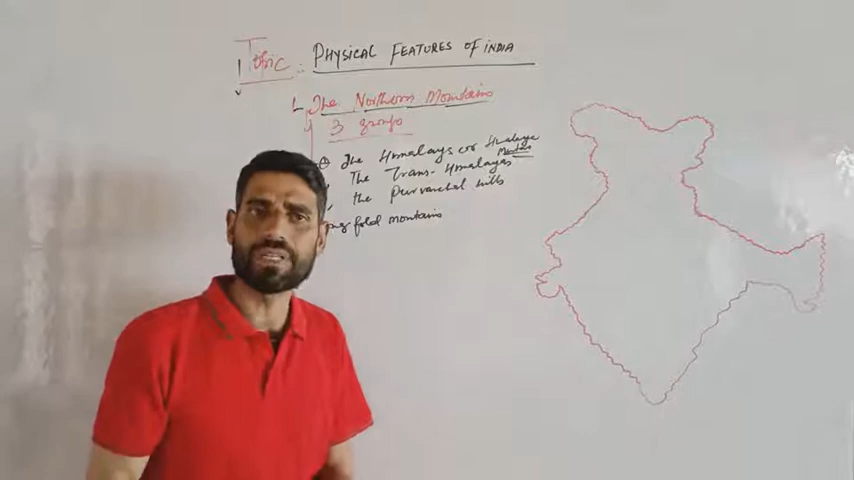 Topic : PHYSICAL FEATURES OF INDIA
The Northern Mountains
3 groups
The Himalays or Himalaya Mountains
The Trans-Himalayas
the Purvanchal hills
fold mountains